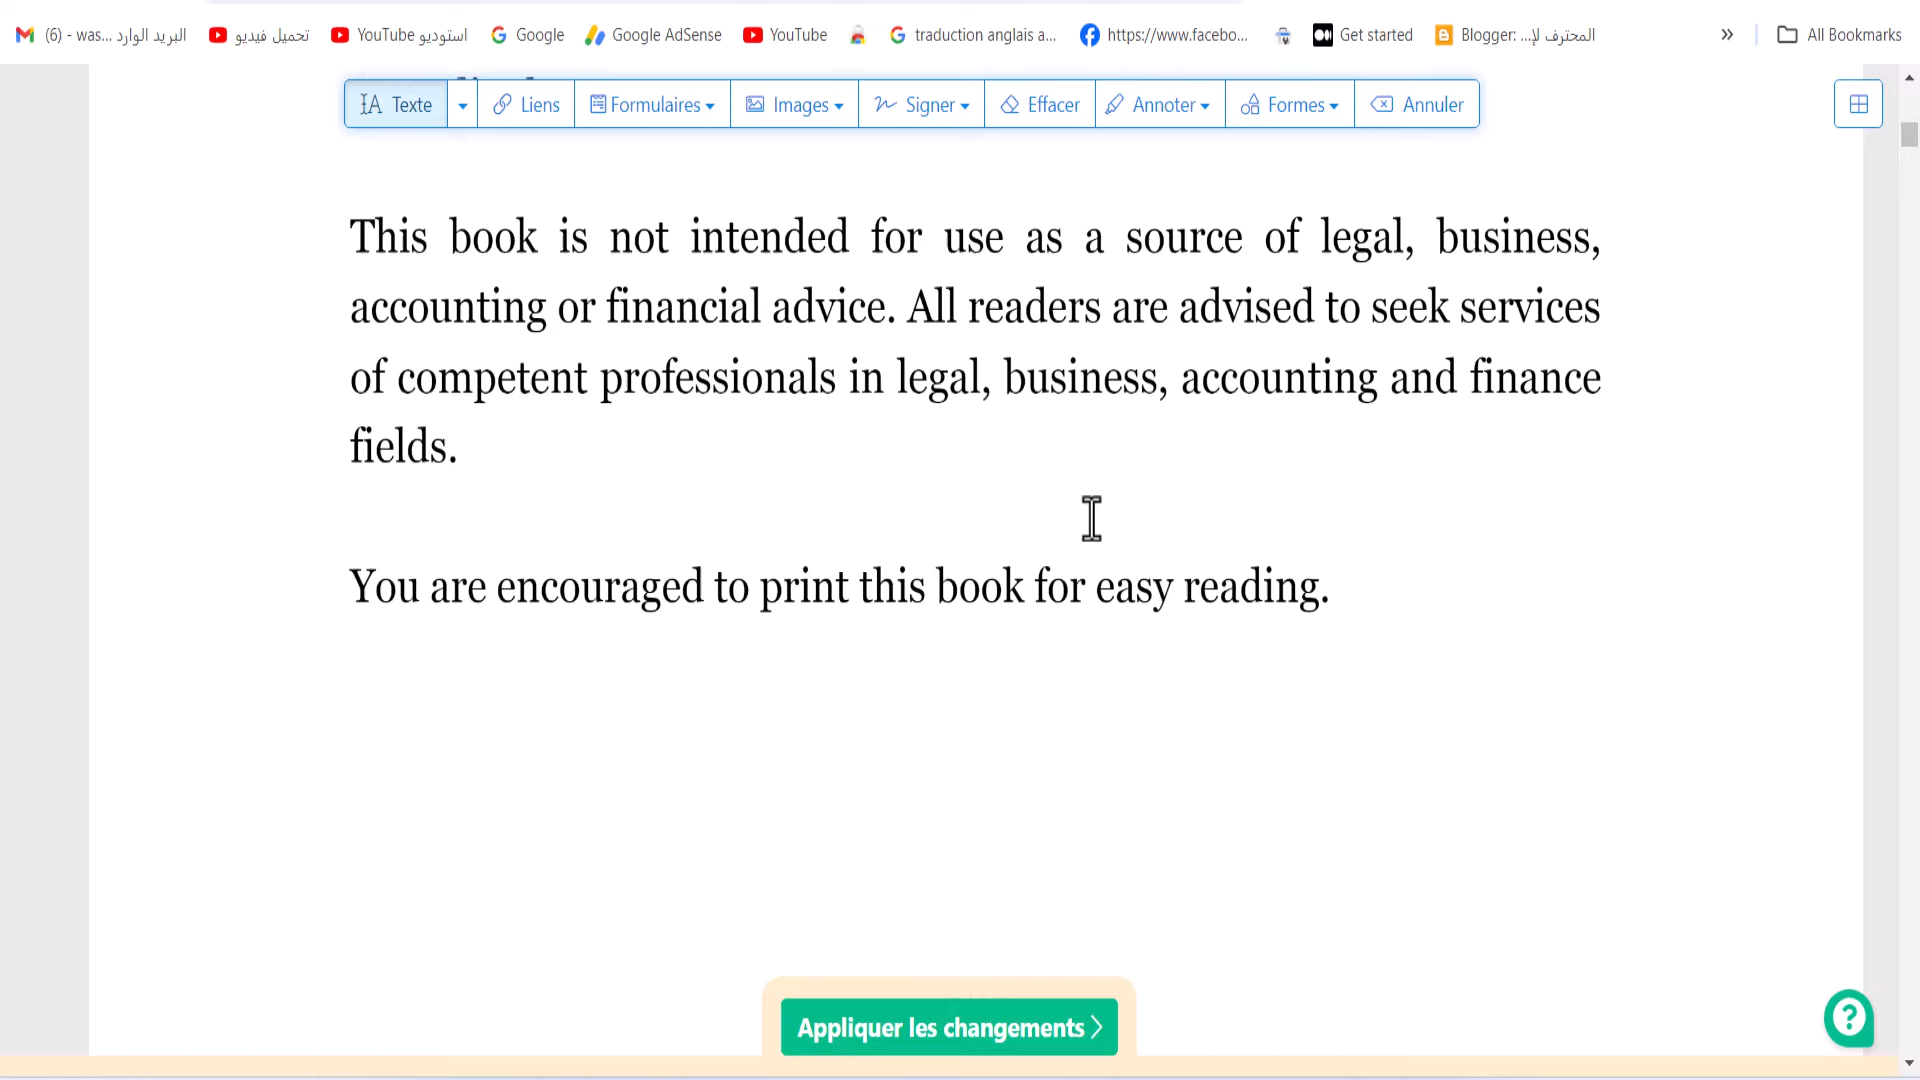 (6) - was... البريد الوارد تحميل فيديو استوديو YouTube Google Google AdSense YouTube traduction anglais a... https://www.facebo... Get started Blogger: ...المحترف لإ All Bookmarks
Texte Liens Formulaires Images Signer Effacer Annoter Formes Annuler
This book is not intended for use as a source of legal, business,
accounting or financial advice. All readers are advised to seek services
of competent professionals in legal, business, accounting and finance
fields.
You are encouraged to print this book for easy reading.
Appliquer les changements